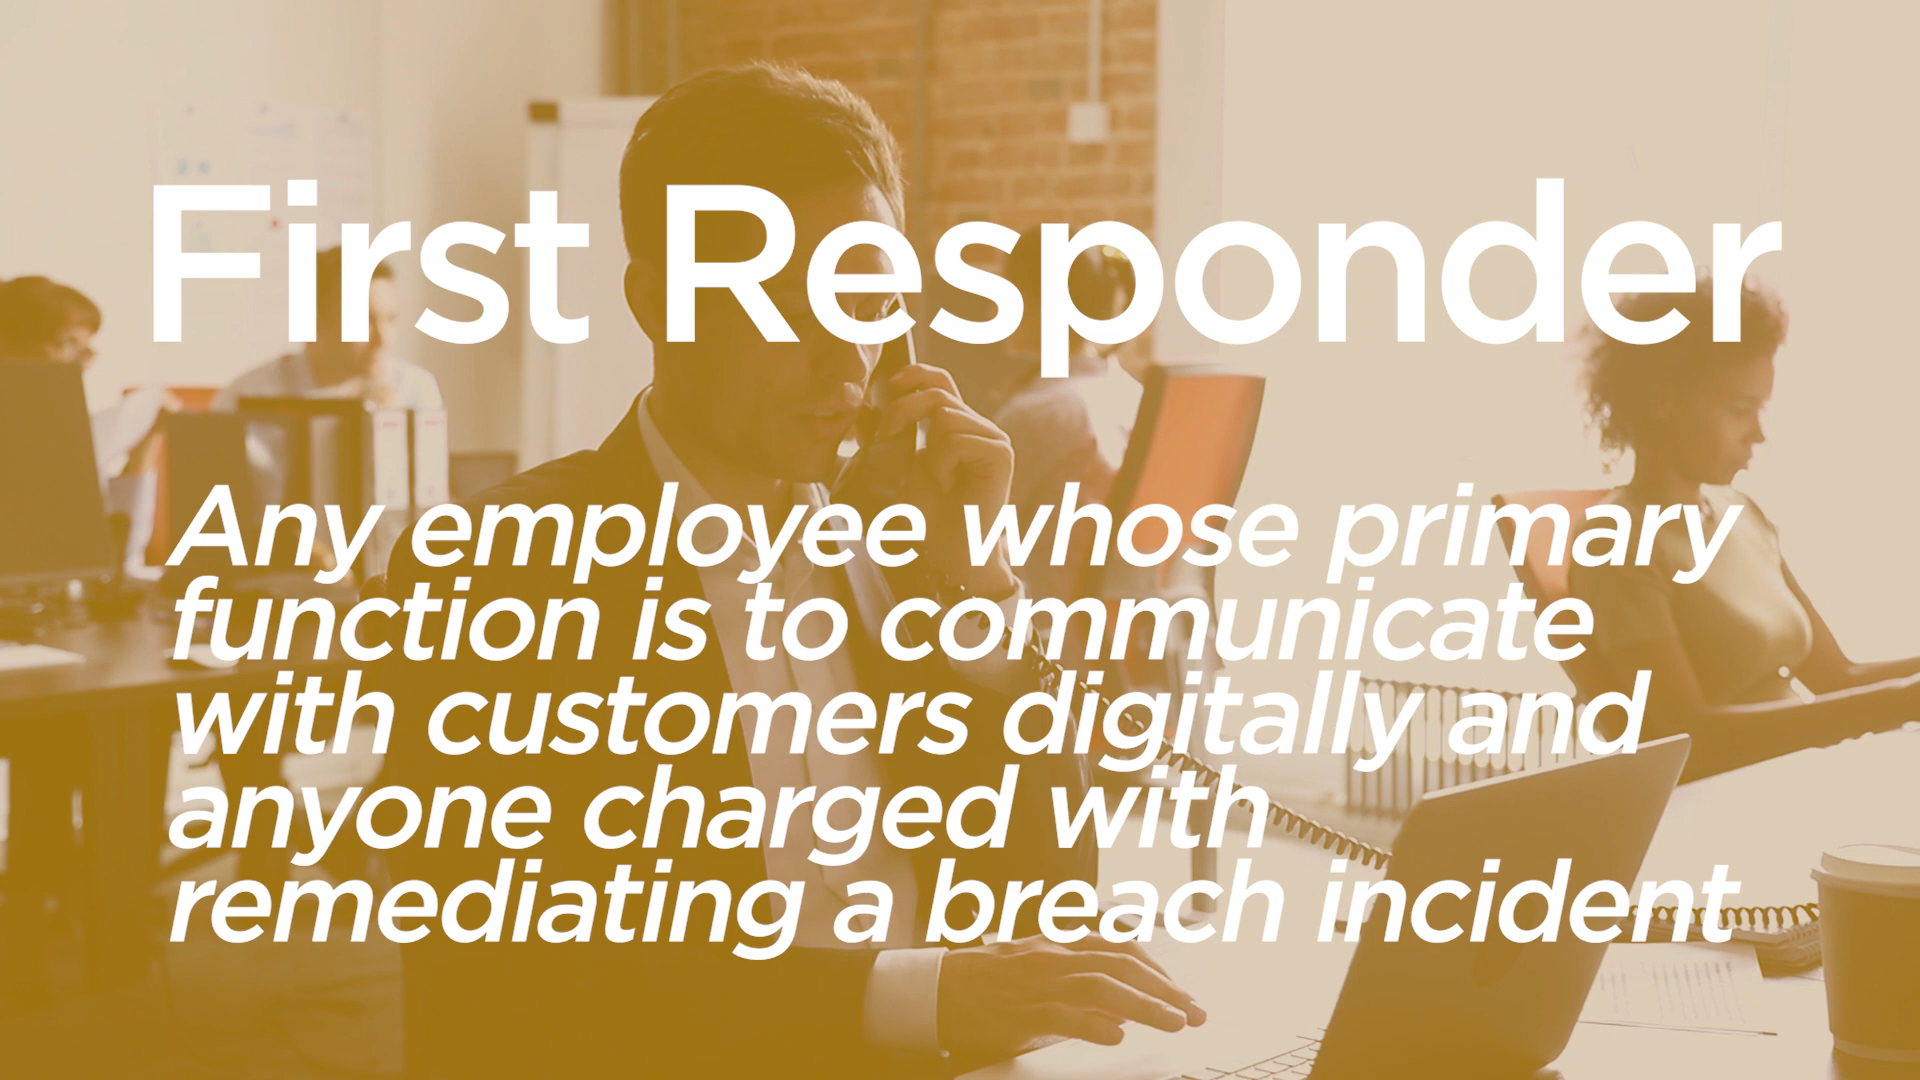 First Responder
Any employee whose primary
function is to communicate
with customers digitally and
anyone charged with
remediating a breach incident